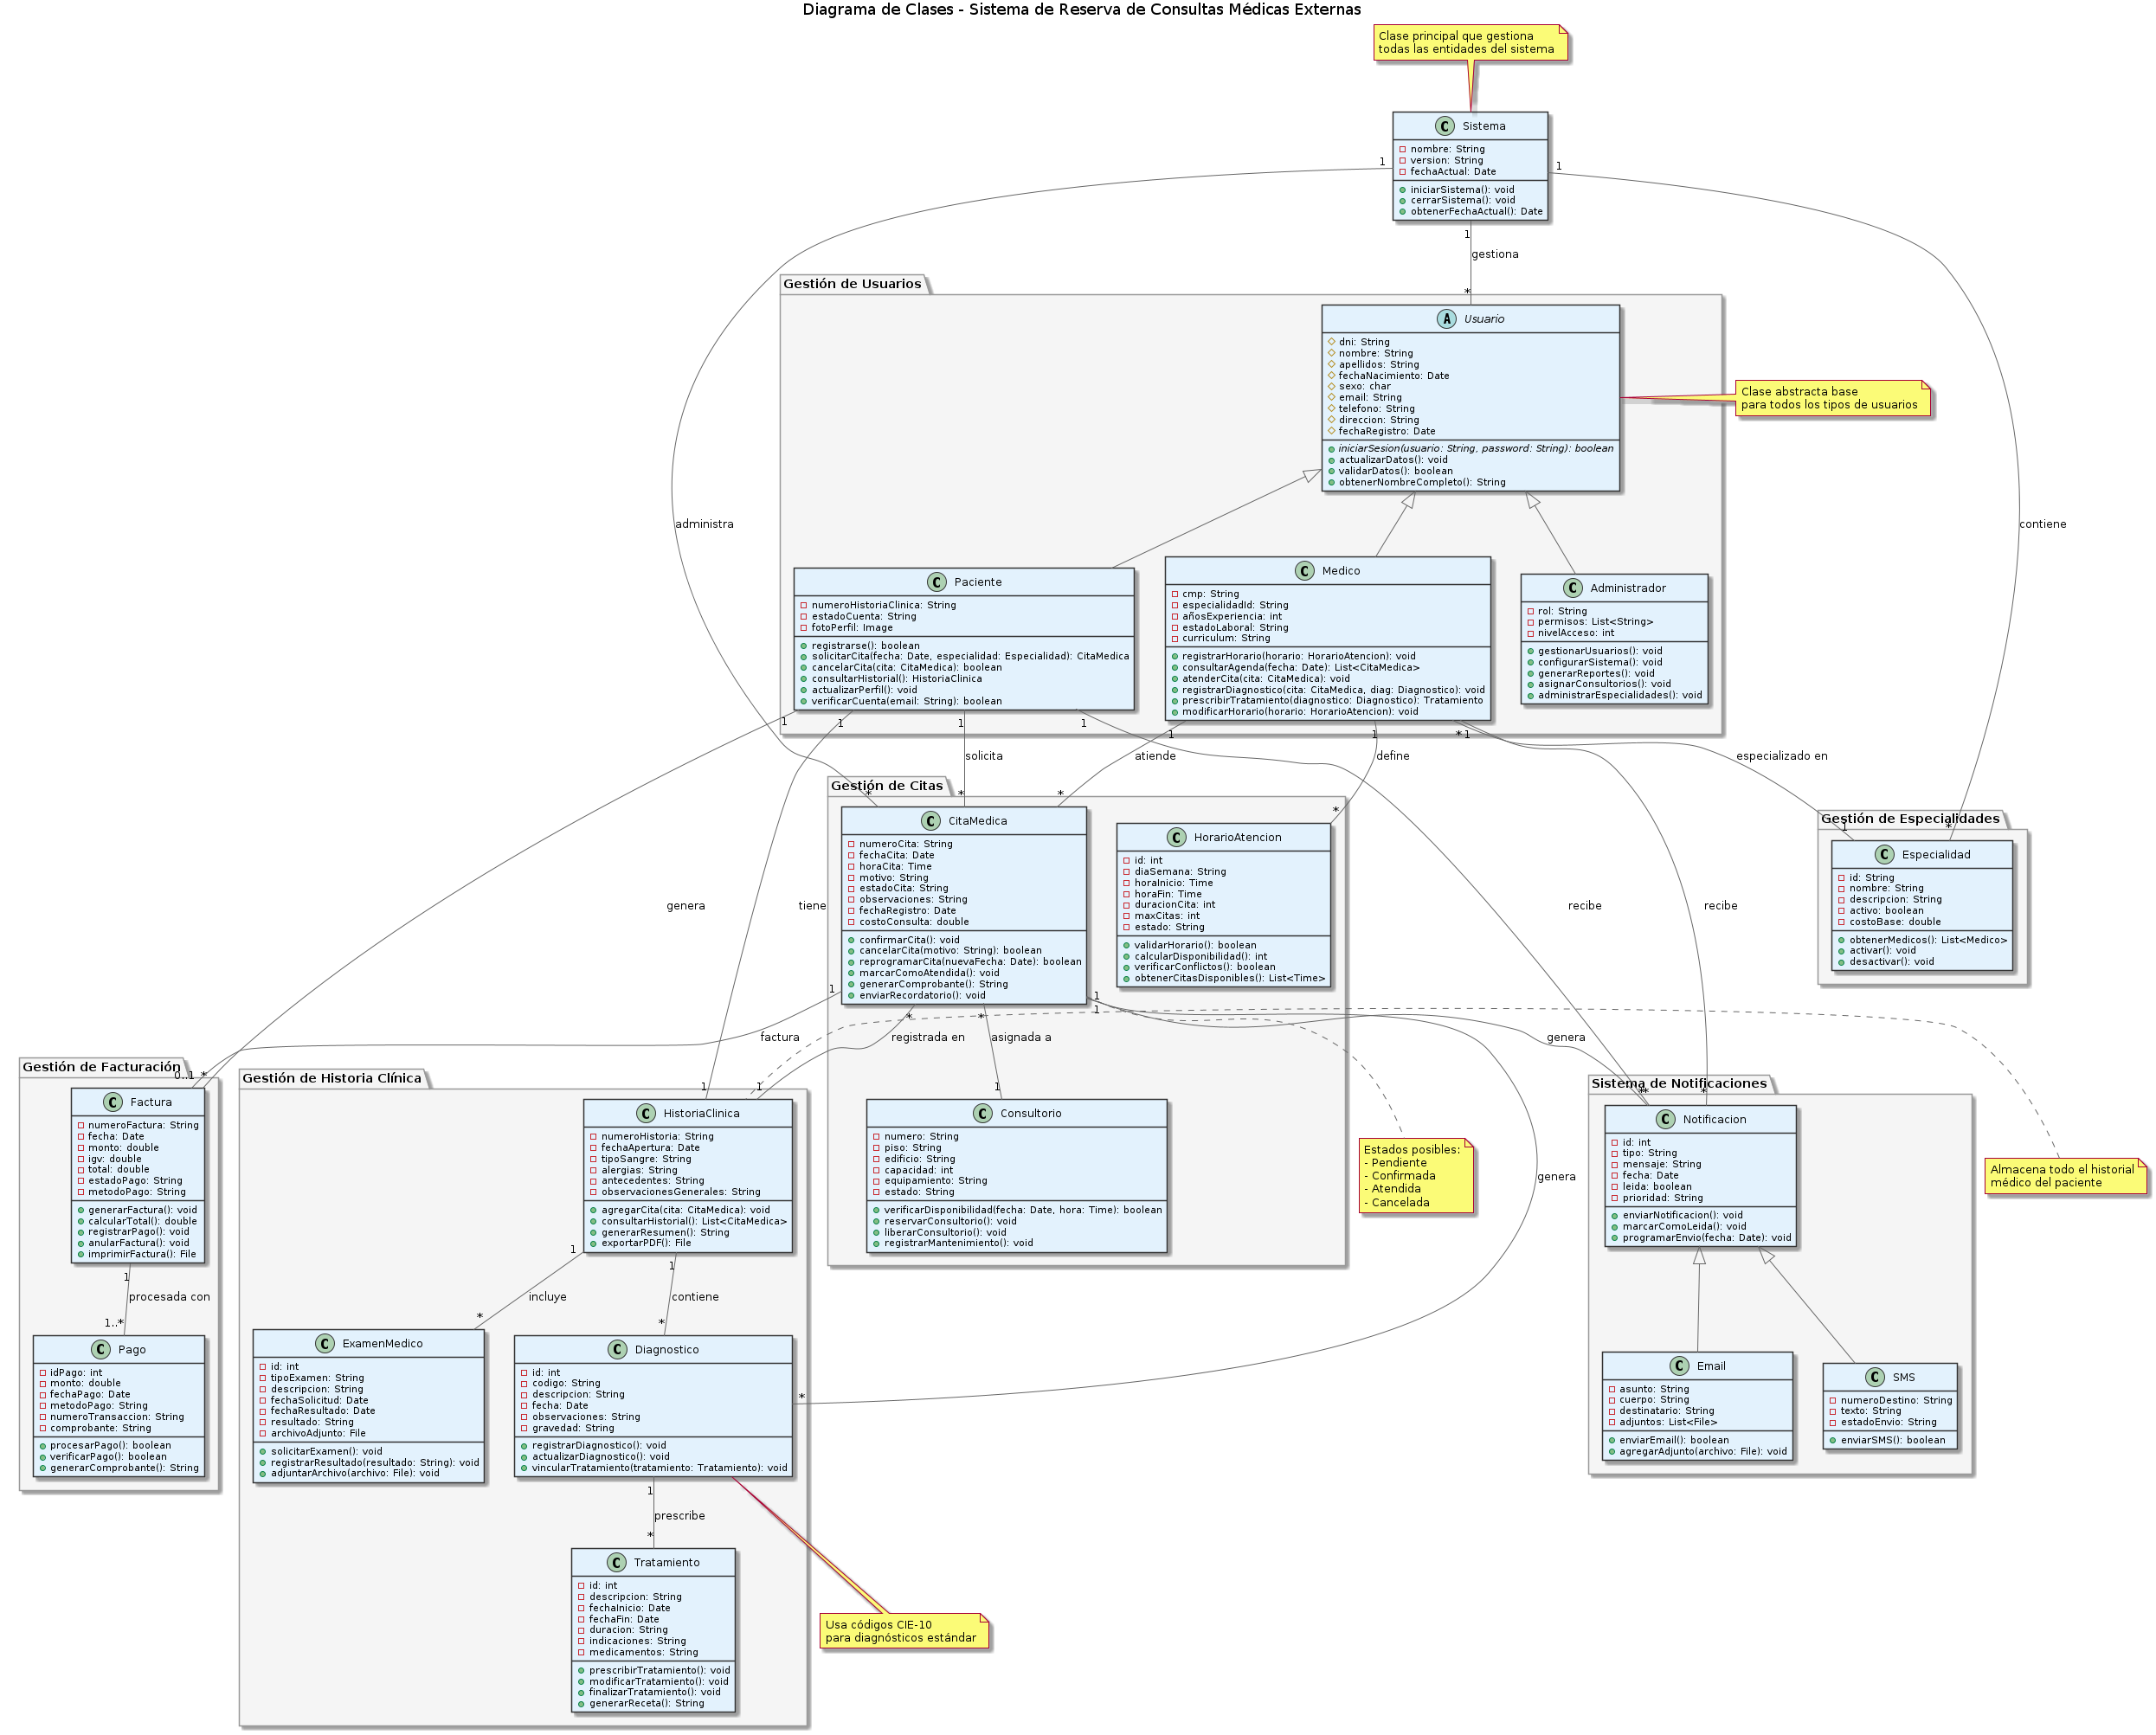 Diagrama de Clases - Sistema de Reserva de Consultas Médicas Externas
Clase principal que gestiona
todas las entidades del sistema
Sistema
nombre: String
version: String
fechaActual: Date
iniciarSistema(): void
cerrarSistema(): void
obtenerFechaActual(): Date
1
1
1
gestiona
*
administra
*
contiene
*
Gestión de Usuarios
Usuario
dni: String
nombre: String
apellidos: String
fechaNacimiento: Date
sexo: char
email: String
telefono: String
direccion: String
fechaRegistro: Date
iniciarSesion(usuario: String, password: String): boolean
actualizarDatos(): void
validarDatos(): boolean
obtenerNombreCompleto(): String
Clase abstracta base
para todos los tipos de usuarios
Paciente
numeroHistoriaClinica: String
estadoCuenta: String
fotoPerfil: Image
registrarse(): boolean
solicitarCita(fecha: Date, especialidad: Especialidad): CitaMedica
cancelarCita(cita: CitaMedica): boolean
consultarHistorial(): HistoriaClinica
actualizarPerfil(): void
verificarCuenta(email: String): boolean
Medico
cmp: String
especialidadId: String
añosExperiencia: int
estadoLaboral: String
curriculum: String
registrarHorario(horario: HorarioAtencion): void
consultarAgenda(fecha: Date): List<CitaMedica>
atenderCita(cita: CitaMedica): void
registrarDiagnostico(cita: CitaMedica, diag: Diagnostico): void
prescribirTratamiento(diagnostico: Diagnostico): Tratamiento
modificarHorario(horario: HorarioAtencion): void
Administrador
rol: String
permisos: List<String>
nivelAcceso: int
gestionarUsuarios(): void
configurarSistema(): void
generarReportes(): void
asignarConsultorios(): void
administrarEspecialidades(): void
1
1
1
1
1
1
* 1
solicita
atiende
define
especializado en
*
*
*
1
genera
tiene
recibe
recibe
Gestión de Citas
CitaMedica
numeroCita: String
fechaCita: Date
horaCita: Time
motivo: String
estadoCita: String
observaciones: String
fechaRegistro: Date
costoConsulta: double
confirmarCita(): void
cancelarCita(motivo: String): boolean
reprogramarCita(nuevaFecha: Date): boolean
marcarComoAtendida(): void
generarComprobante(): String
enviarRecordatorio(): void
HorarioAtencion
id: int
diaSemana: String
horaInicio: Time
horaFin: Time
duracionCita: int
maxCitas: int
estado: String
validarHorario(): boolean
calcularDisponibilidad(): int
verificarConflictos(): boolean
obtenerCitasDisponibles(): List<Time>
Gestión de Especialidades
Especialidad
id: String
nombre: String
descripcion: String
activo: boolean
costoBase: double
obtenerMedicos(): List<Medico>
activar(): void
desactivar(): void
1
*
*
1
1
factura
registrada en
asignada a
genera
genera
0..1
*
1
1
1
*
*
*
*
Consultorio
numero: String
piso: String
edificio: String
capacidad: int
equipamiento: String
estado: String
verificarDisponibilidad(fecha: Date, hora: Time): boolean
reservarConsultorio(): void
liberarConsultorio(): void
registrarMantenimiento(): void
Estados posibles:
- Pendiente
- Confirmada
- Atendida
- Cancelada
Gestión de Facturación
Factura
numeroFactura: String
fecha: Date
monto: double
igv: double
total: double
estadoPago: String
metodoPago: String
generarFactura(): void
calcularTotal(): double
registrarPago(): void
anularFactura(): void
imprimirFactura(): File
1
procesada con
1..*
Pago
idPago: int
monto: double
fechaPago: Date
metodoPago: String
numeroTransaccion: String
comprobante: String
procesarPago(): boolean
verificarPago(): boolean
generarComprobante(): String
Gestión de Historia Clínica
HistoriaClinica
numeroHistoria: String
fechaApertura: Date
tipoSangre: String
alergias: String
antecedentes: String
observacionesGenerales: String
agregarCita(cita: CitaMedica): void
consultarHistorial(): List<CitaMedica>
generarResumen(): String
exportarPDF(): File
Almacena todo el historial
médico del paciente
1
1
incluye
contiene
*
*
ExamenMedico
id: int
tipoExamen: String
descripcion: String
fechaSolicitud: Date
fechaResultado: Date
resultado: String
archivoAdjunto: File
solicitarExamen(): void
registrarResultado(resultado: String): void
adjuntarArchivo(archivo: File): void
Diagnostico
id: int
codigo: String
descripcion: String
fecha: Date
observaciones: String
gravedad: String
registrarDiagnostico(): void
actualizarDiagnostico(): void
vincularTratamiento(tratamiento: Tratamiento): void
*
1
prescribe
*
Tratamiento
id: int
descripcion: String
fechaInicio: Date
fechaFin: Date
duracion: String
indicaciones: String
medicamentos: String
prescribirTratamiento(): void
modificarTratamiento(): void
finalizarTratamiento(): void
generarReceta(): String
Usa códigos CIE-10
para diagnósticos estándar
Sistema de Notificaciones
Notificacion
id: int
tipo: String
mensaje: String
fecha: Date
leida: boolean
prioridad: String
enviarNotificacion(): void
marcarComoLeida(): void
programarEnvio(fecha: Date): void
Email
asunto: String
cuerpo: String
destinatario: String
adjuntos: List<File>
enviarEmail(): boolean
agregarAdjunto(archivo: File): void
SMS
numeroDestino: String
texto: String
estadoEnvio: String
enviarSMS(): boolean